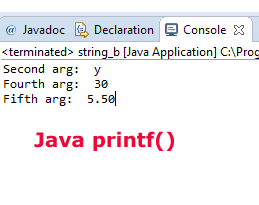 @ Javadoc Declaration Console
<terminated> string_b [Java Application] C:\Prog
Second arg:  y
Fourth arg:  30
Fifth arg:  5.50
Java printf()